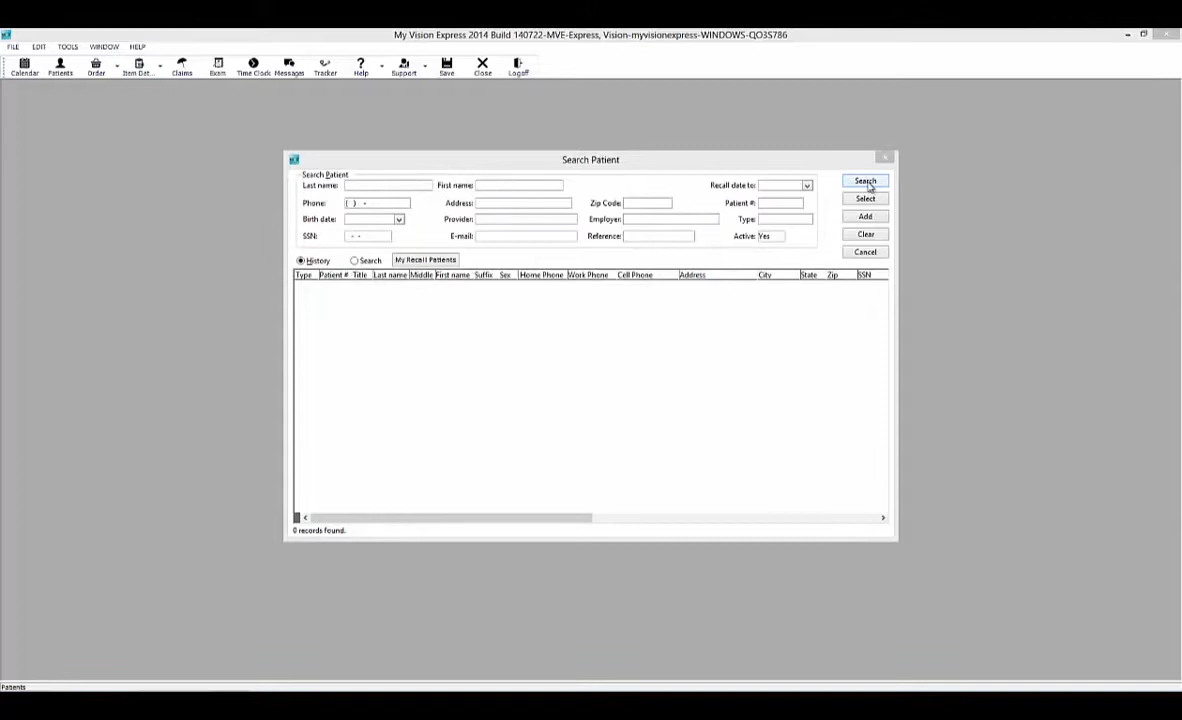 My Vision Express 2014 Build 140722-MVE-Express, Vision-myvisionexpress-WINDOWS-QO3S786
FILE EDIT TOOLS WINDOW HELP
Calendar Patients Order Item Dat... Claims Exam Time Clock Messages Tracker Help Support Save Close Logoff
Search Patient
Search Patient
Last name: First name: Recall date to: Search
Phone: ( ) - Address: Zip Code: Patient #: Select
Birth date: Provider: Employer: Type: Add
SSN: - - E-mail: Reference: Active: Yes Clear
History Search My Recall Patients Cancel
Type Patient # Title Last name Middle First name Suffix Sex Home Phone Work Phone Cell Phone Address City State Zip SSN
0 records found.
Patients